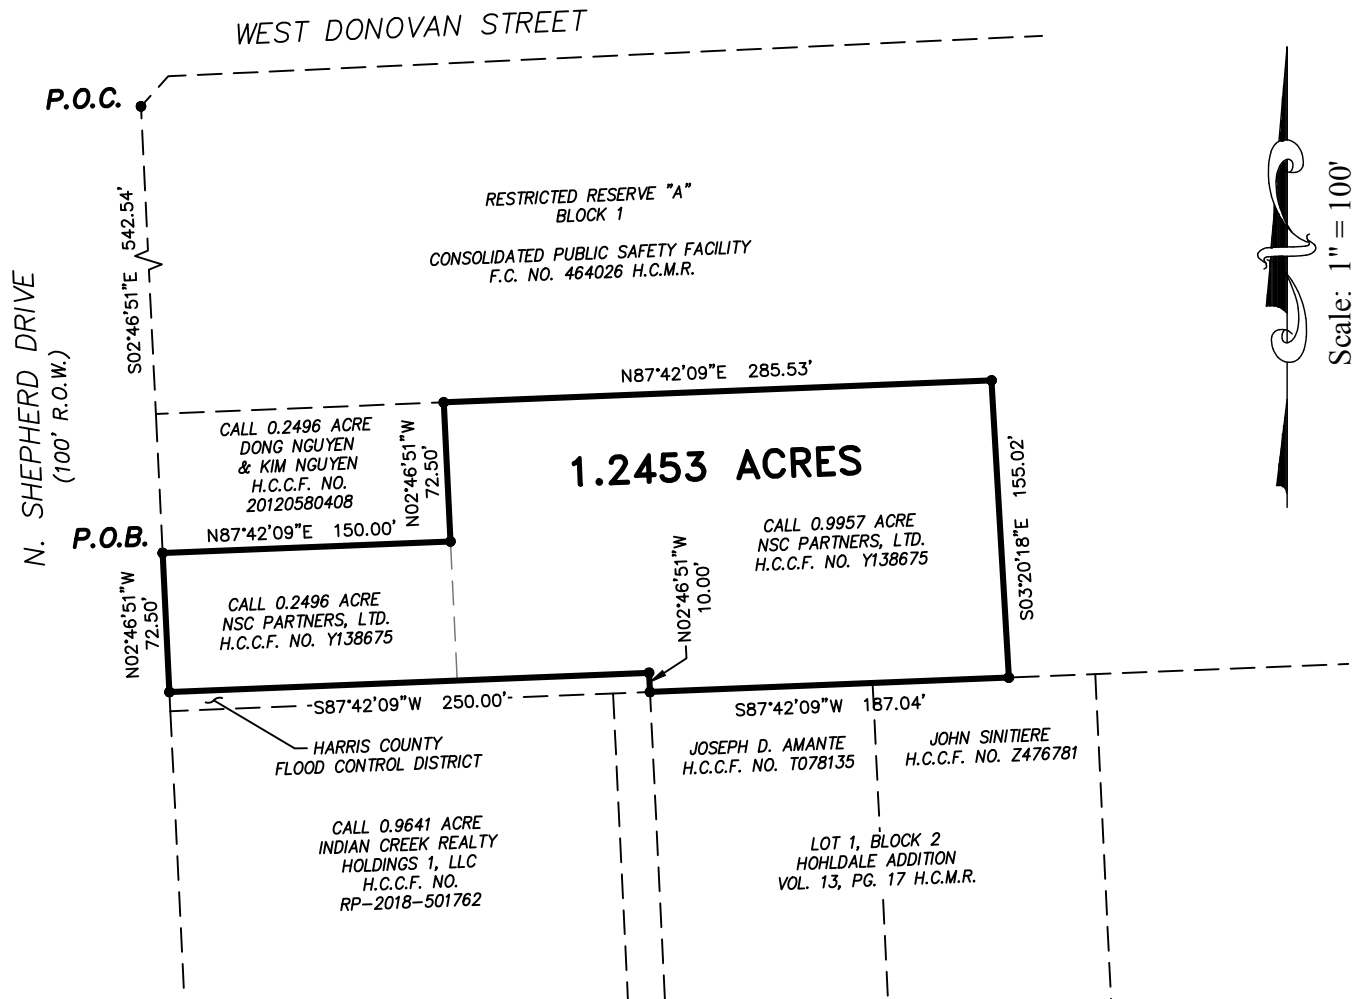 WEST DONOVAN STREET
P.O.C.
S02°46'51"E 542.54'
N. SHEPHERD DRIVE
(100' R.O.W.)
RESTRICTED RESERVE "A"
BLOCK 1
CONSOLIDATED PUBLIC SAFETY FACILITY
F.C. NO. 464026 H.C.M.R.
Scale: 1" = 100'
N87°42'09"E 285.53'
CALL 0.2496 ACRE
DONG NGUYEN
& KIM NGUYEN
H.C.C.F. NO.
20120580408
N02°46'51"W
72.50'
1.2453 ACRES
S03°20'18"E 155.02'
P.O.B.
N87°42'09"E 150.00'
CALL 0.9957 ACRE
NSC PARTNERS, LTD.
H.C.C.F. NO. Y138675
N02°46'51"W
10.00'
N02°46'51"W
72.50'
CALL 0.2496 ACRE
NSC PARTNERS, LTD.
H.C.C.F. NO. Y138675
S87°42'09"W 250.00'
S87°42'09"W 187.04'
HARRIS COUNTY
FLOOD CONTROL DISTRICT
JOSEPH D. AMANTE
H.C.C.F. NO. T078135
JOHN SINITIERE
H.C.C.F. NO. Z476781
CALL 0.9641 ACRE
INDIAN CREEK REALTY
HOLDINGS 1, LLC
H.C.C.F. NO.
RP-2018-501762
LOT 1, BLOCK 2
HOHLDALE ADDITION
VOL. 13, PG. 17 H.C.M.R.